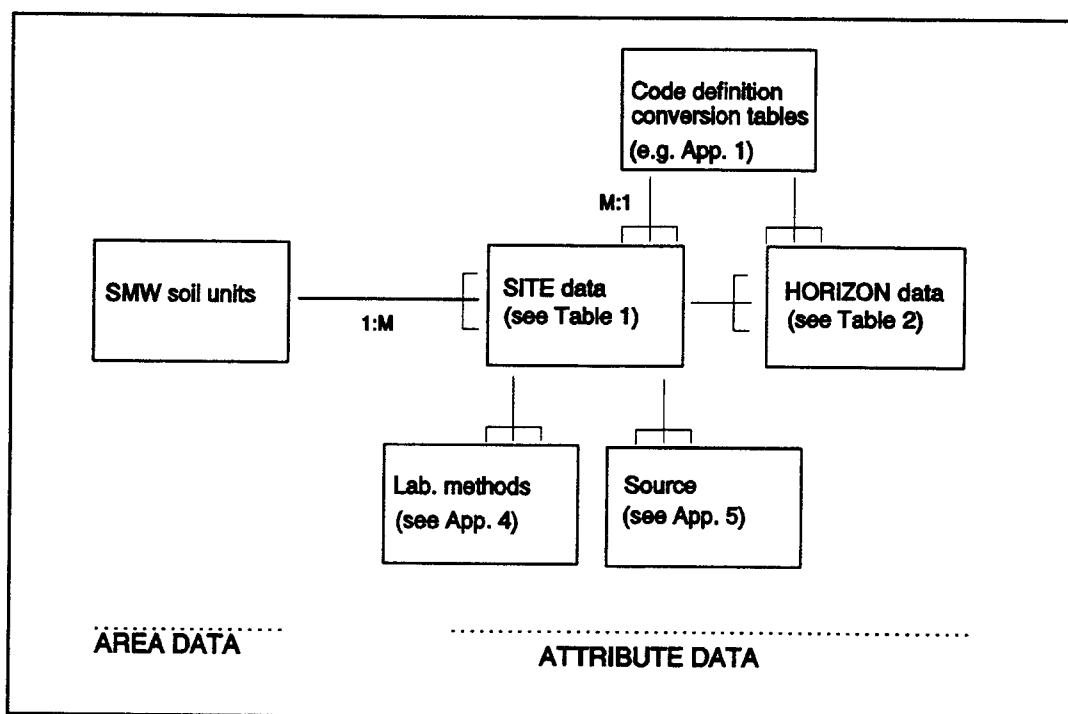 Code definition
conversion tables
(e.g. App. 1)
M:1
SMW soil units
1:M
SITE data
(see Table 1)
HORIZON data
(see Table 2)
Lab. methods
(see App. 4)
Source
(see App. 5)
AREA DATA
ATTRIBUTE DATA